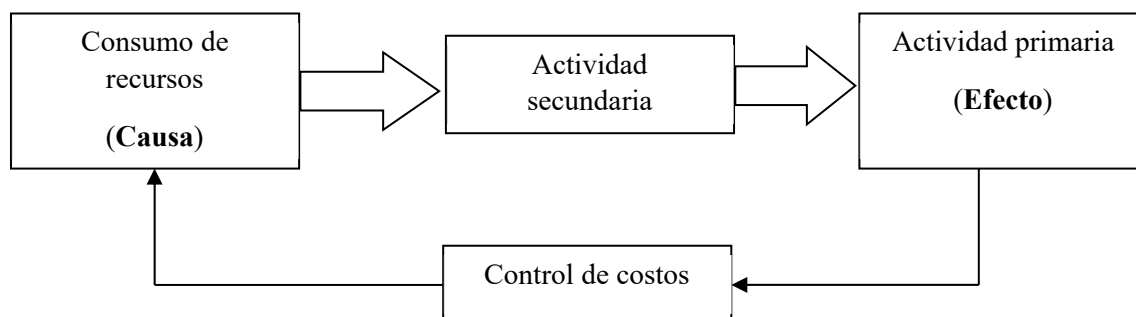 Consumo de
recursos
(Causa)
Actividad
secundaria
Actividad primaria
(Efecto)
Control de costos